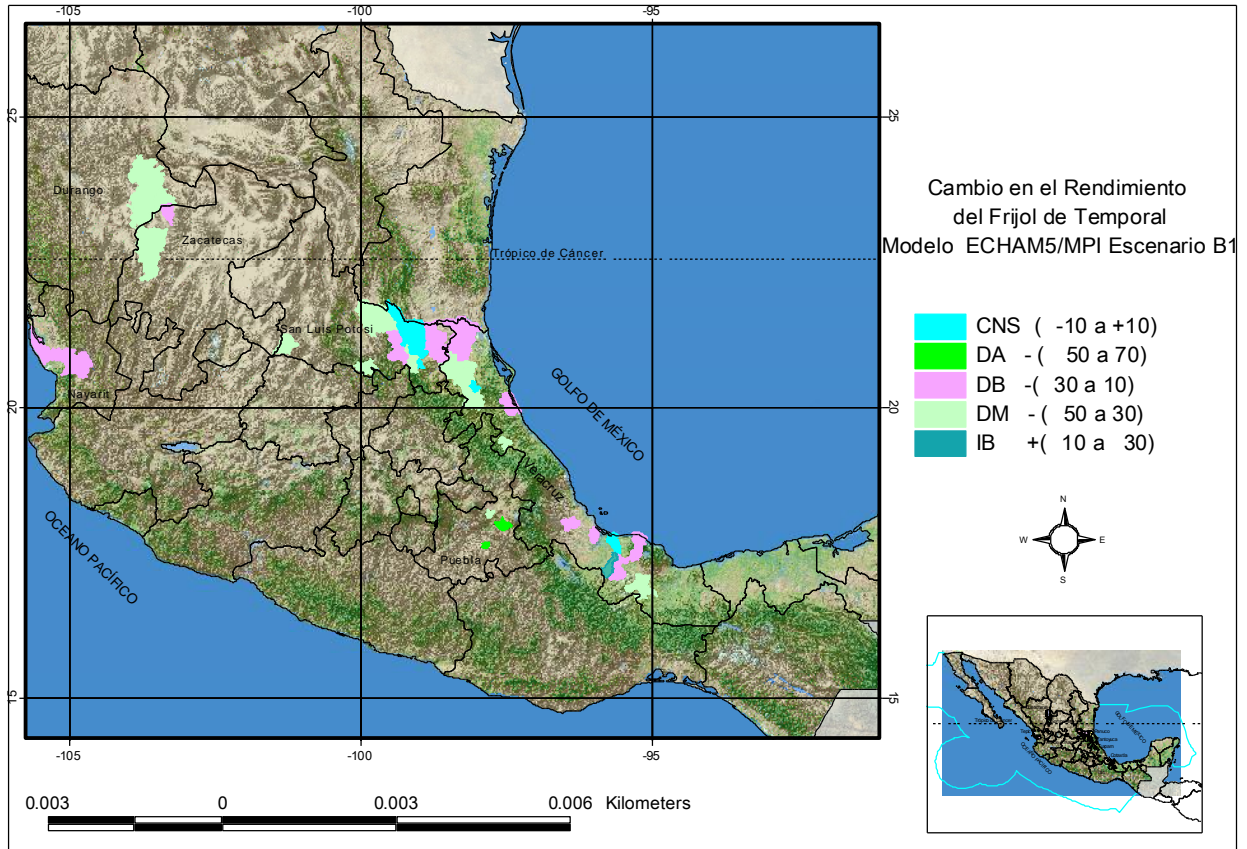 -105
-100
-95
25
25
Durango
Zacatecas
Trópico de Cáncer
San Luis Potosí
GOLFO DE MÉXICO
20
20
Nayarit
Veracruz
Puebla
OCEANO PACÍFICO
15
15
-105
-100
-95
0.003 0 0.003 0.006 Kilometers
Cambio en el Rendimiento
del Frijol de Temporal
Modelo ECHAM5/MPI Escenario B1
CNS ( -10 a +10)
DA -( 50 a 70)
DB -( 30 a 10)
DM -( 50 a 30)
IB +( 10 a 30)
N
W E
S